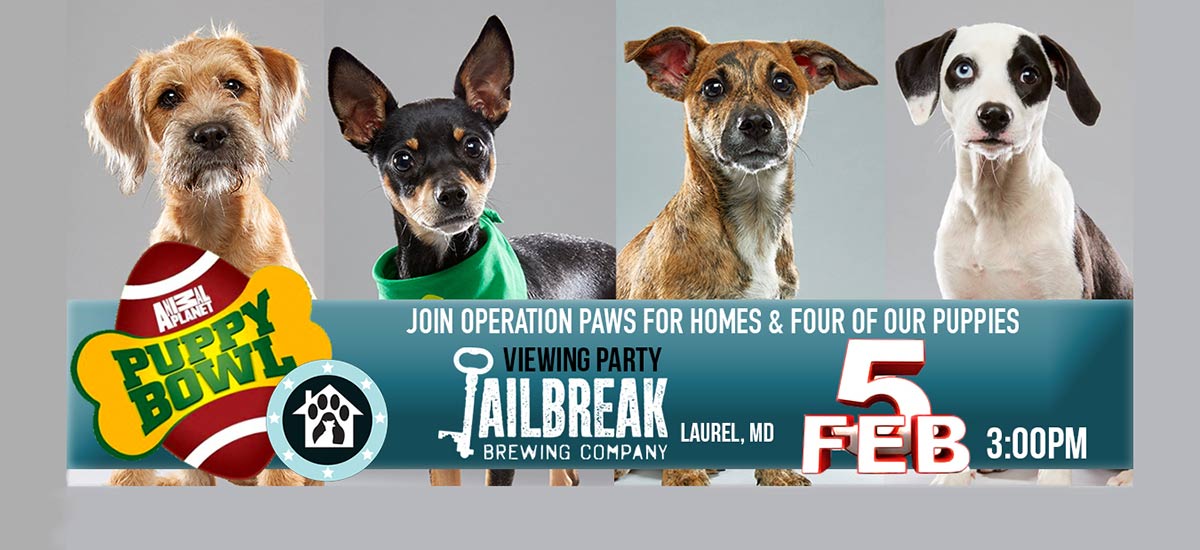 JOIN OPERATION PAWS FOR HOMES & FOUR OF OUR PUPPIES
ANIMAL
PLANET
PUPPY
BOWL
VIEWING PARTY
JAILBREAK
BREWING COMPANY
LAUREL, MD
5
FEB
3:00PM